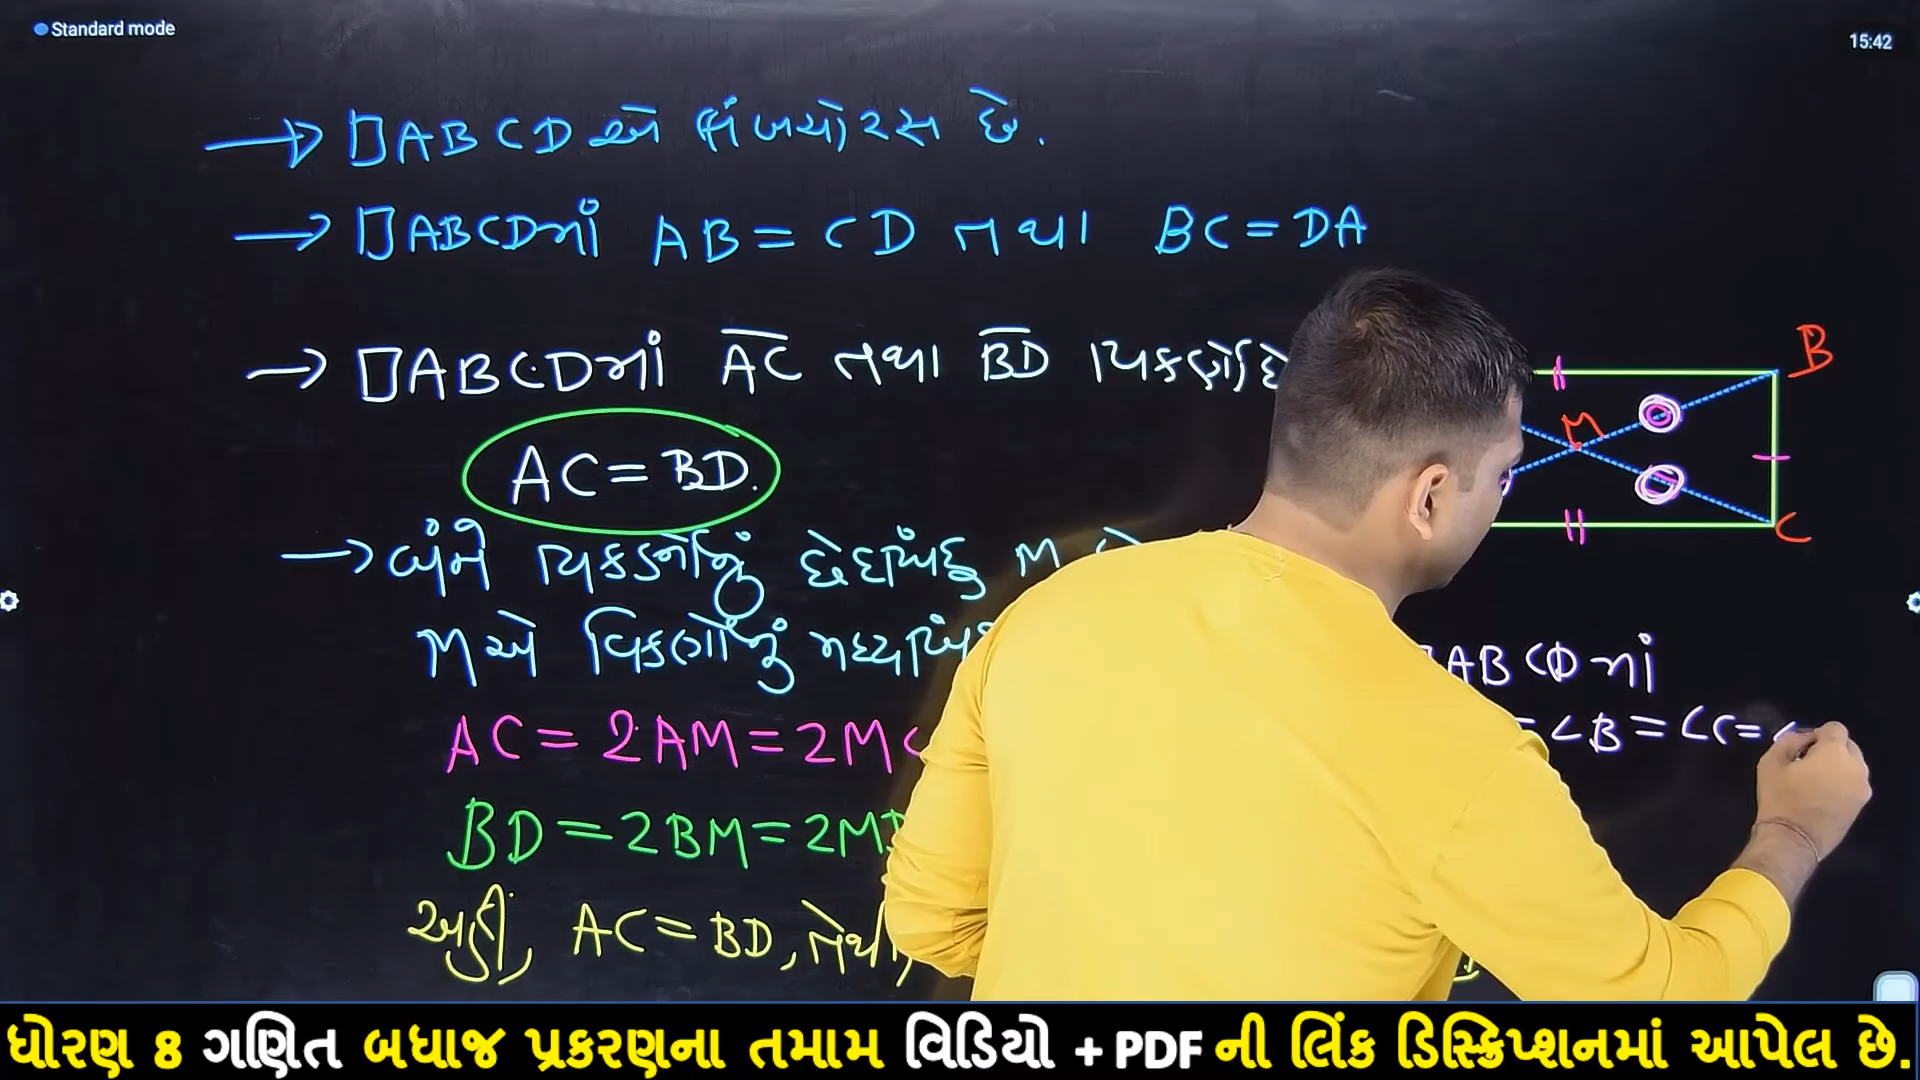 Standard mode
15:42
→ □ABCD એ લંબચોરસ છે.
→ □ABCDમાં AB = CD તથા BC = DA
→ □ABCDમાં AC તથા BD વિકર્ણો છે
AC = BD.
→ બંને વિકર્ણોનું છેદબિંદુ M
M એ વિકર્ણોનું મધ્યબિં
AC = 2AM = 2MC
BD = 2BM = 2MD
અહીં, AC = BD, તેથી,
B
M
C
ABCDમાં
= ∠B = ∠C =
ધોરણ 8 ગણિત બધાજ પ્રકરણના તમામ વિડિયો + PDF ની લિંક ડિસ્ક્રિપ્શનમાં આપેલ છે.